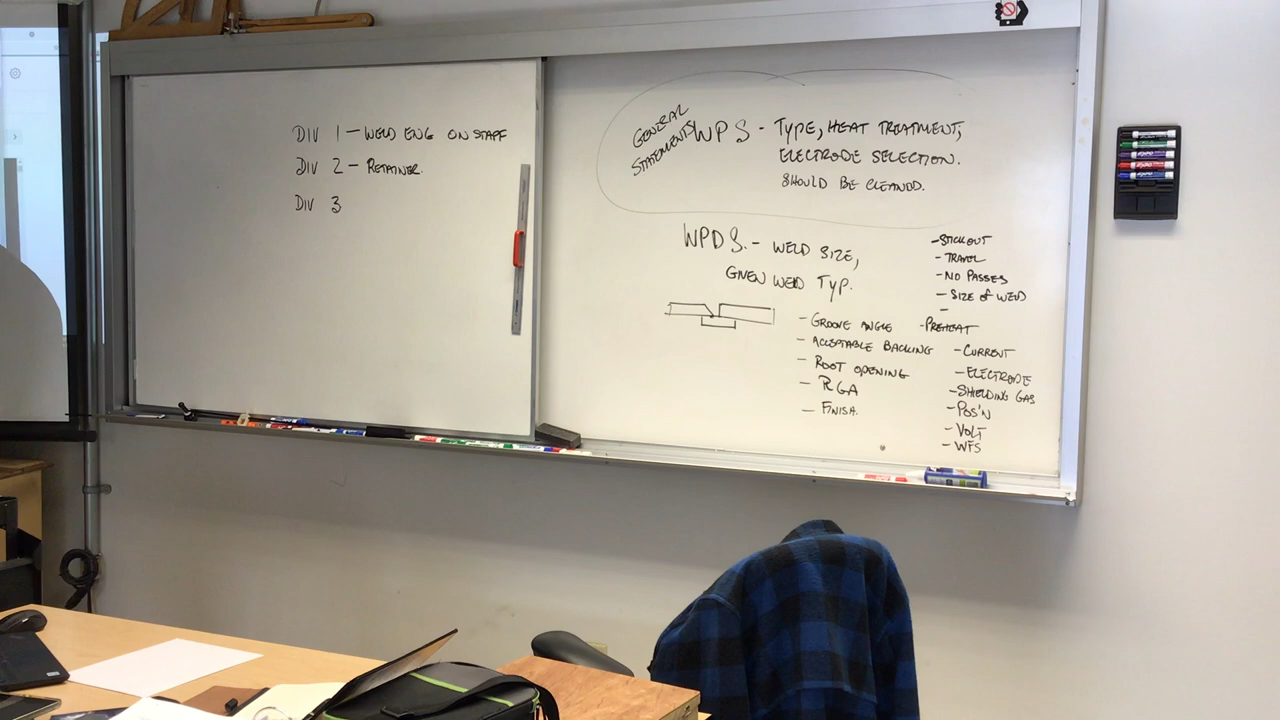 DIV 1 - WELD ENG ON STAFF
DIV 2 - RETAINER.
DIV 3
GENERAL
STATEMENTS
WPS - TYPE, HEAT TREATMENT,
ELECTRODE SELECTION.
SHOULD BE CLEANED.
WPDS. - WELD SIZE,
GIVEN WELD TYP.
- GROOVE ANGLE
- ACCEPTABLE BACKING
- ROOT OPENING
- RGA
- FINISH.
- STICKOUT
- TRAVEL
- NO PASSES
- SIZE OF WELD
-
- PREHEAT
- CURRENT
- ELECTRODE
- SHIELDING GAS
- POS'N
- VOLT
- WFS
EXPO